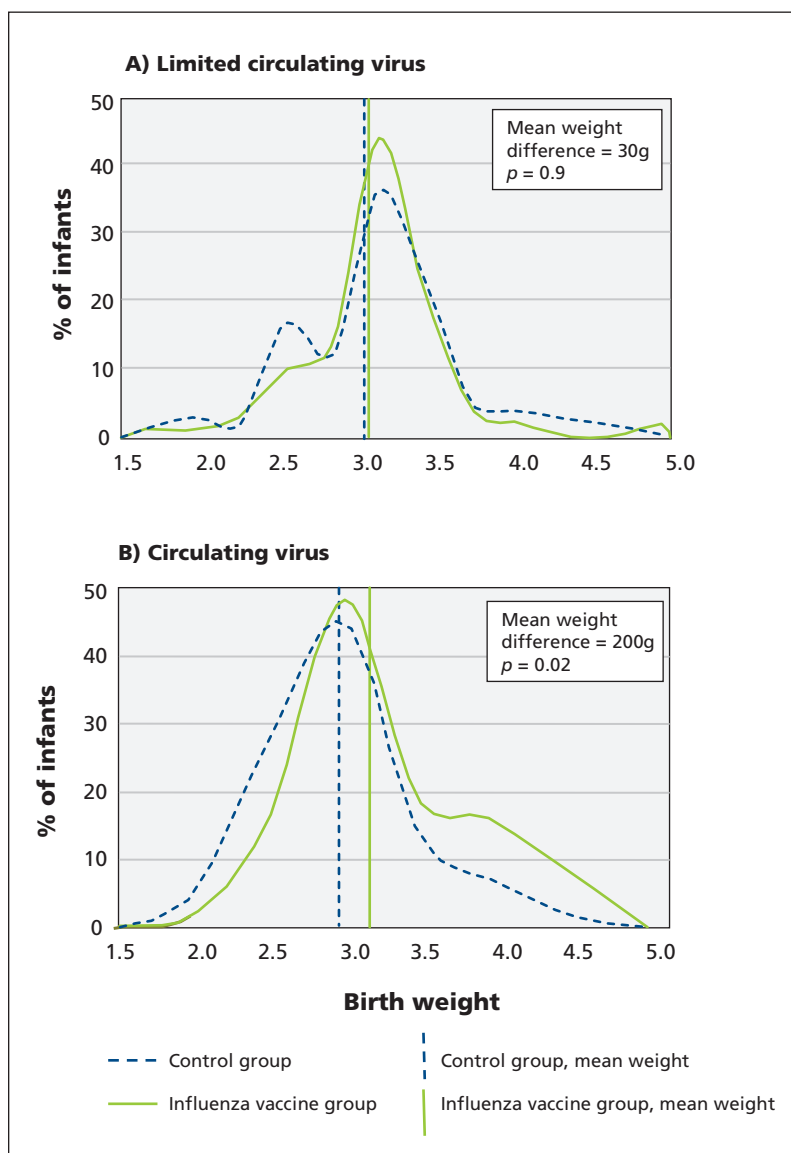 A) Limited circulating virus
50
40
30
20
10
0
% of infants
Mean weight
difference = 30g
p = 0.9
1.5 2.0 2.5 3.0 3.5 4.0 4.5 5.0
B) Circulating virus
50
40
30
20
10
0
% of infants
Mean weight
difference = 200g
p = 0.02
1.5 2.0 2.5 3.0 3.5 4.0 4.5 5.0
Birth weight
Control group
Control group, mean weight
Influenza vaccine group
Influenza vaccine group, mean weight